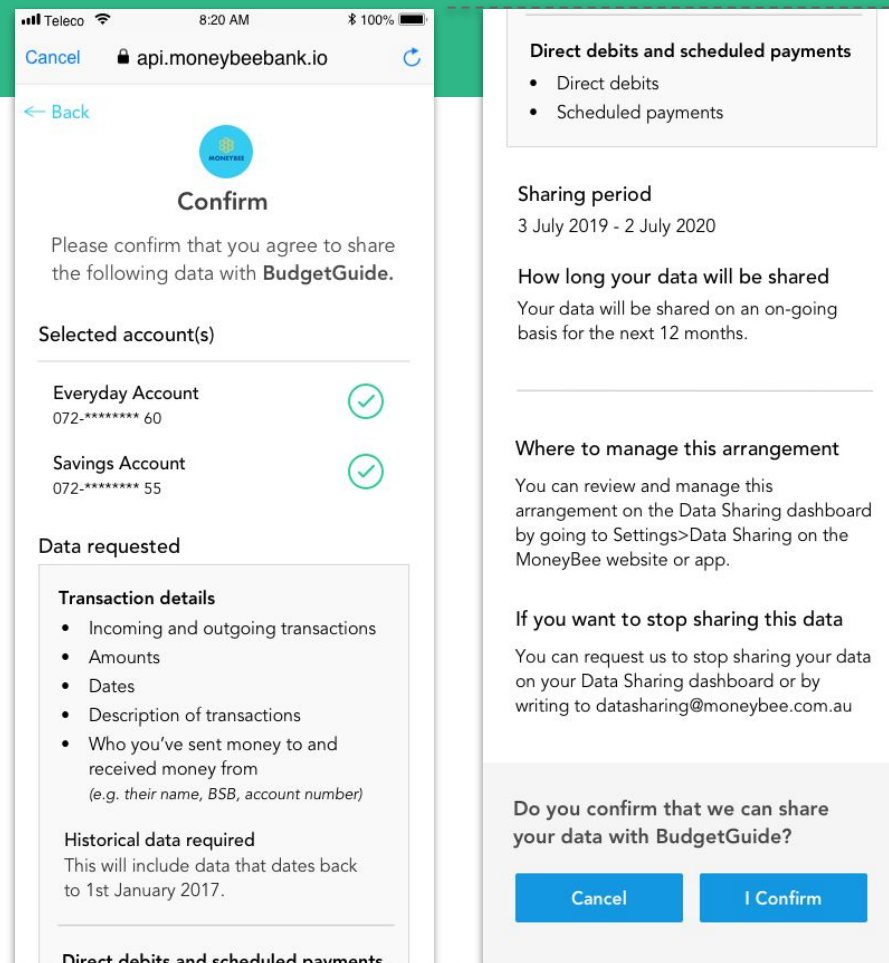 Teleco
8:20 AM
100%
Cancel
api.moneybeebank.io
← Back
MONEYBEE
Confirm
Please confirm that you agree to share
the following data with BudgetGuide.
Selected account(s)
Everyday Account
072-******** 60
Savings Account
072-******** 55
Data requested
Transaction details
• Incoming and outgoing transactions
• Amounts
• Dates
• Description of transactions
• Who you’ve sent money to and
received money from
(e.g. their name, BSB, account number)
Historical data required
This will include data that dates back
to 1st January 2017.
Direct debits and scheduled payments
Direct debits and scheduled payments
• Direct debits
• Scheduled payments
Sharing period
3 July 2019 - 2 July 2020
How long your data will be shared
Your data will be shared on an on-going
basis for the next 12 months.
Where to manage this arrangement
You can review and manage this
arrangement on the Data Sharing dashboard
by going to Settings>Data Sharing on the
MoneyBee website or app.
If you want to stop sharing this data
You can request us to stop sharing your data
on your Data Sharing dashboard or by
writing to datasharing@moneybee.com.au
Do you confirm that we can share
your data with BudgetGuide?
Cancel
I Confirm